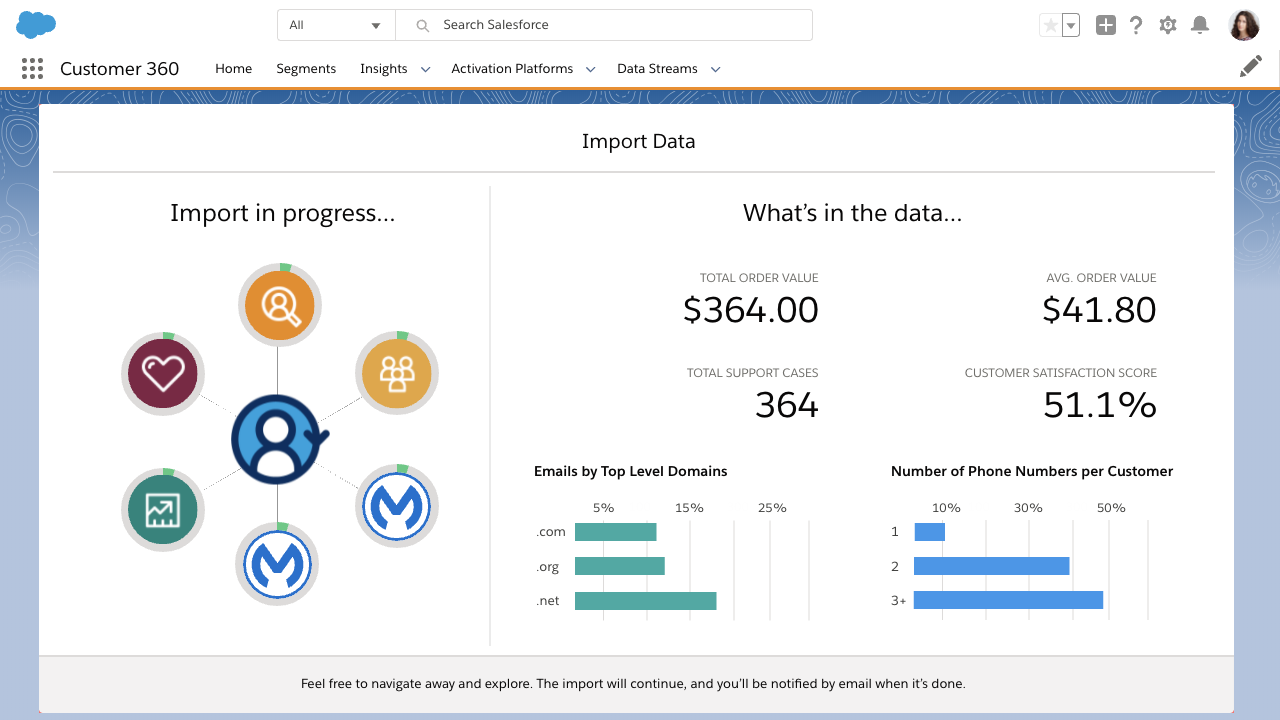 All
Search Salesforce
Customer 360
Home
Segments
Insights
Activation Platforms
Data Streams
Import Data
Import in progress...
What’s in the data...
TOTAL ORDER VALUE
$364.00
AVG. ORDER VALUE
$41.80
TOTAL SUPPORT CASES
364
CUSTOMER SATISFACTION SCORE
51.1%
Emails by Top Level Domains
5% 15% 25%
.com
.org
.net
Number of Phone Numbers per Customer
10% 30% 50%
1
2
3+
Feel free to navigate away and explore. The import will continue, and you’ll be notified by email when it’s done.